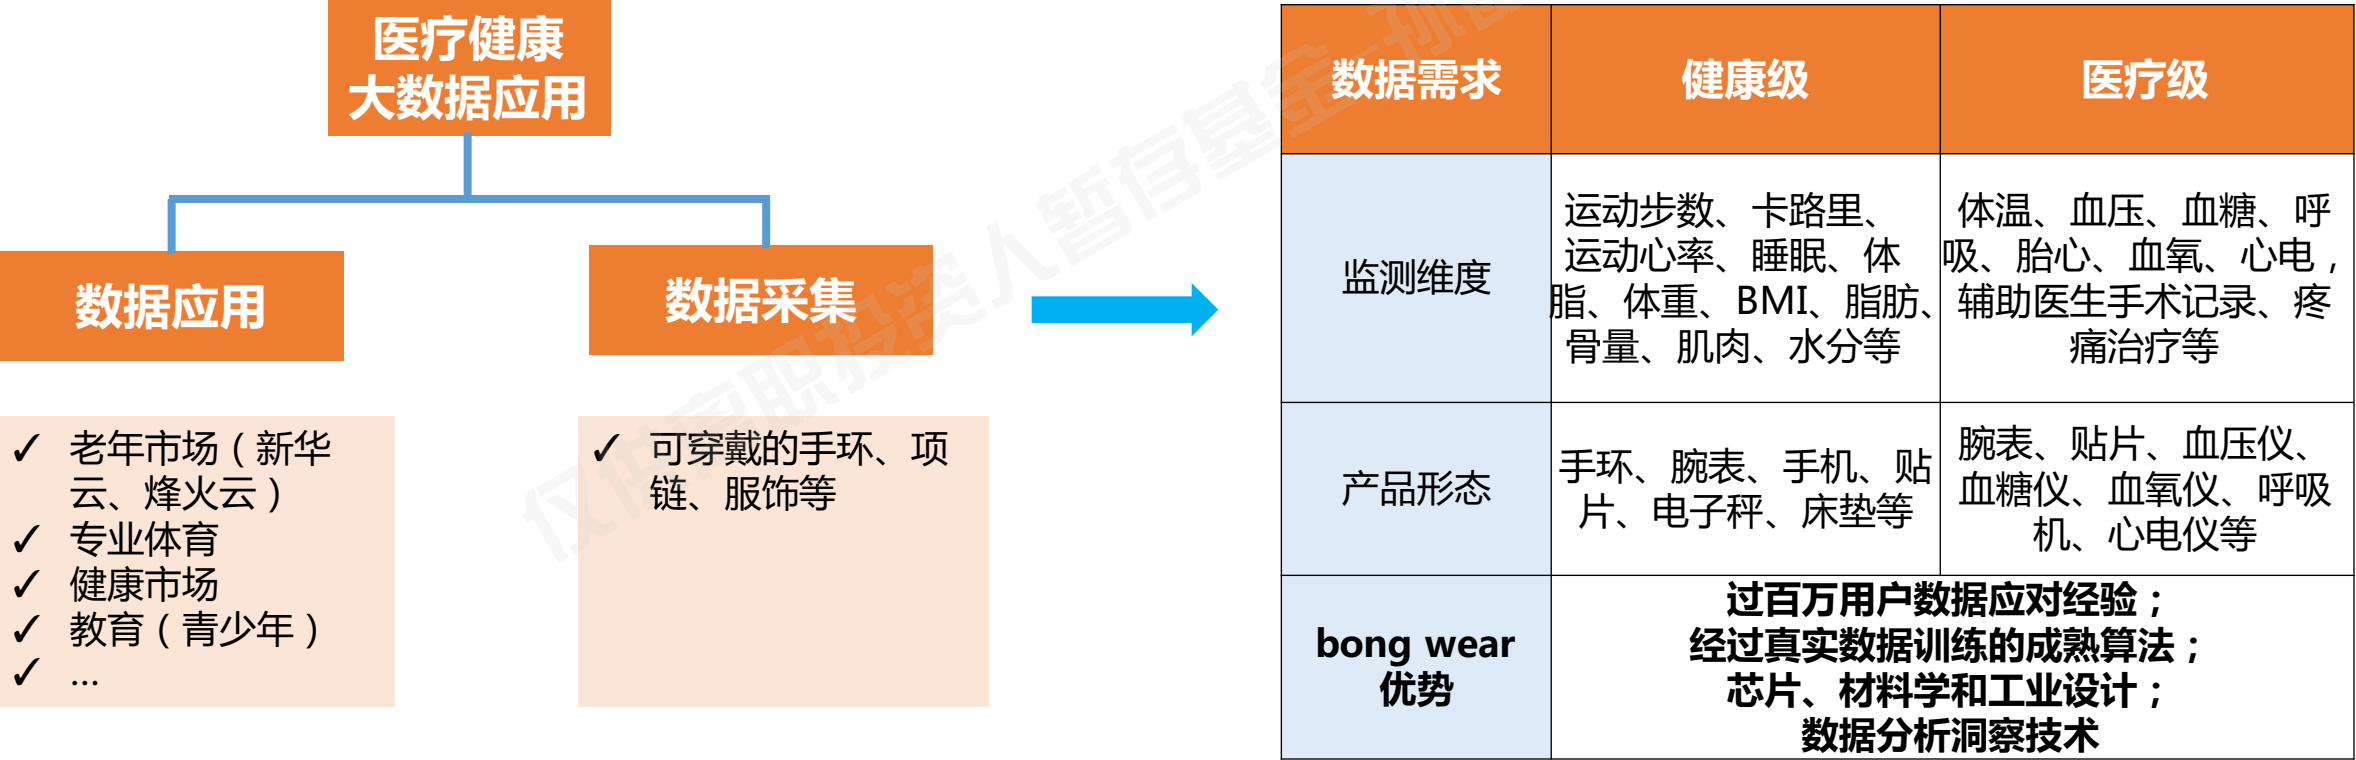 医疗健康
大数据应用
数据应用
数据采集
✓ 老年市场（新华
云、烽火云）
✓ 专业体育
✓ 健康市场
✓ 教育（青少年）
✓ …
✓ 可穿戴的手环、项
链、服饰等
数据需求
健康级
医疗级
监测维度
运动步数、卡路里、
运动心率、睡眠、体
脂、体重、BMI、脂肪、
骨量、肌肉、水分等
体温、血压、血糖、呼
吸、胎心、血氧、心电，
辅助医生手术记录、疼
痛治疗等
产品形态
手环、腕表、手机、贴
片、电子秤、床垫等
腕表、贴片、血压仪、
血糖仪、血氧仪、呼吸
机、心电仪等
bong wear
优势
过百万用户数据应对经验；
经过真实数据训练的成熟算法；
芯片、材料学和工业设计；
数据分析洞察技术